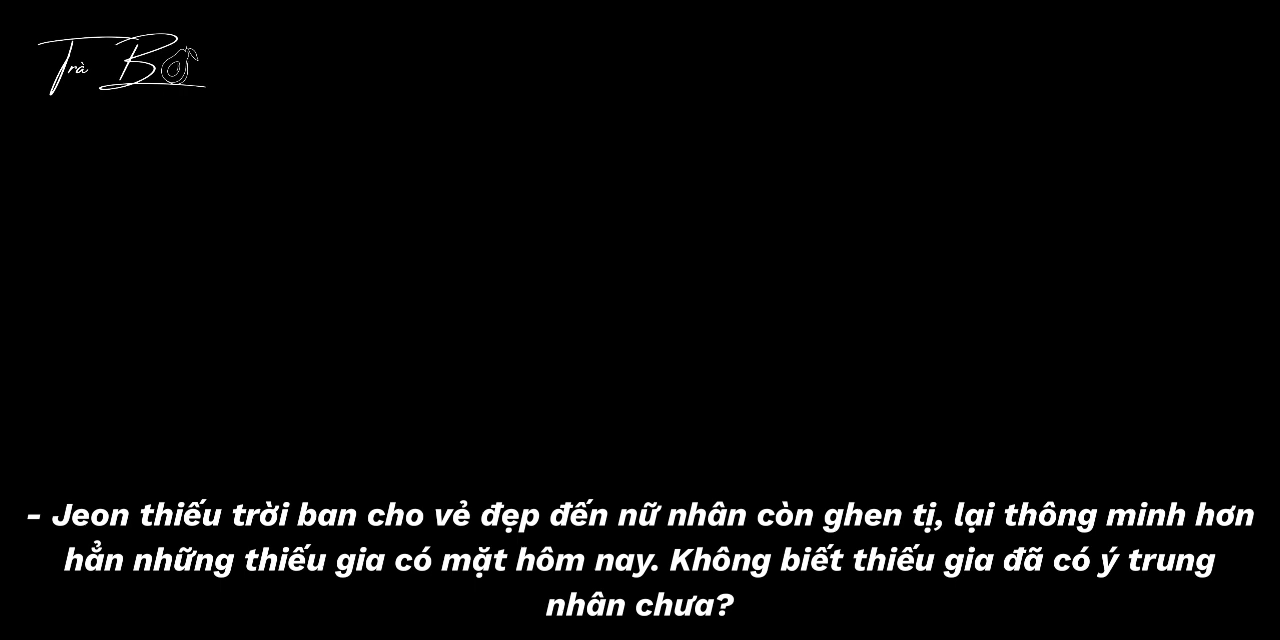 Trà Bơ
- Jeon thiếu trời ban cho vẻ đẹp đến nữ nhân còn ghen tị, lại thông minh hơn
hẳn những thiếu gia có mặt hôm nay. Không biết thiếu gia đã có ý trung
nhân chưa?